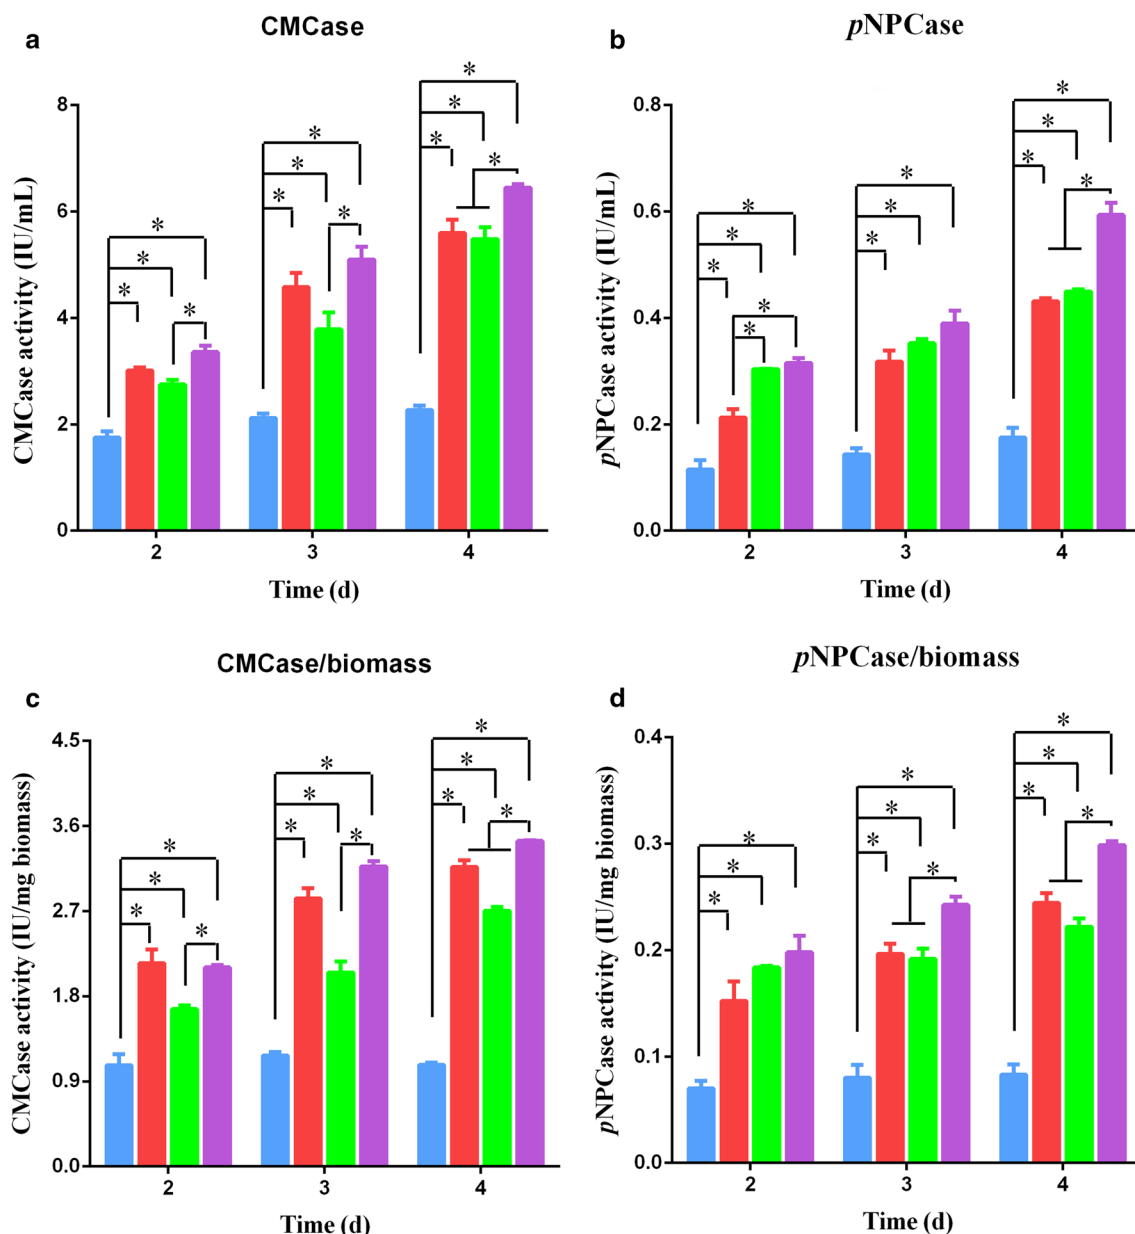 a
CMCase
CMCase activity (IU/mL)
8
6
4
2
0
* * * *
* * * *
* * * *
2 3 4
Time (d)
b
pNPCase
pNPCase activity (IU/mL)
0.8
0.6
0.4
0.2
0.0
* * * * *
* * *
* * * *
2 3 4
Time (d)
c
CMCase/biomass
CMCase activity (IU/mg biomass)
4.5
3.6
2.7
1.8
0.9
0.0
* * * *
* * * *
* * * *
2 3 4
Time (d)
d
pNPCase/biomass
pNPCase activity (IU/mg biomass)
0.4
0.3
0.2
0.1
0.0
* * *
* * * *
* * * *
2 3 4
Time (d)